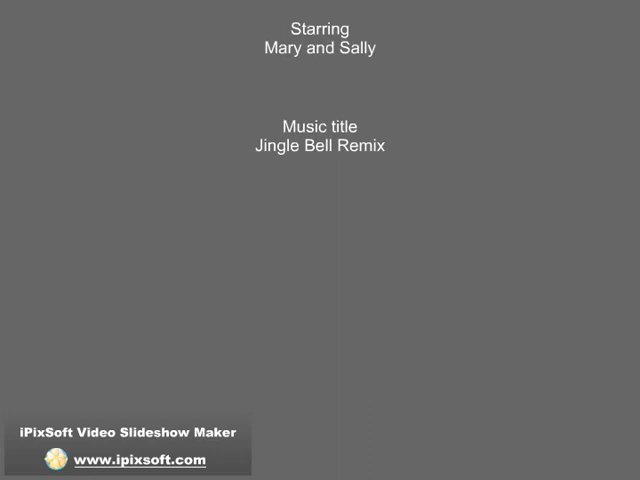 Starring
Mary and Sally
Music title
Jingle Bell Remix
iPixSoft Video Slideshow Maker
www.ipixsoft.com